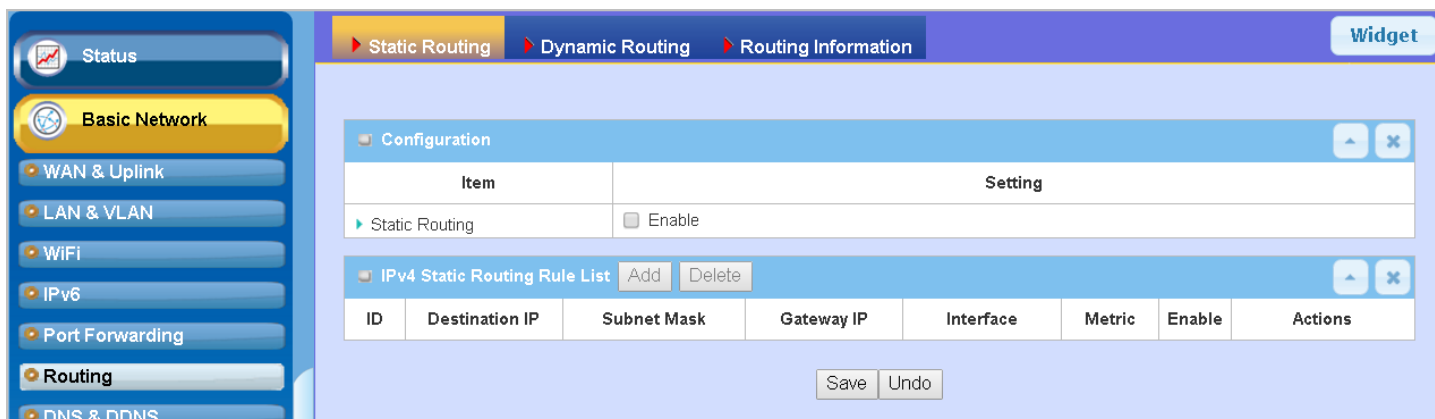 Status
Basic Network
WAN & Uplink
LAN & VLAN
WiFi
IPv6
Port Forwarding
Routing
DNS & DDNS
Static Routing Dynamic Routing Routing Information
Widget
Configuration
Item Setting
Static Routing Enable
IPv4 Static Routing Rule List Add Delete
ID Destination IP Subnet Mask Gateway IP Interface Metric Enable Actions
Save Undo